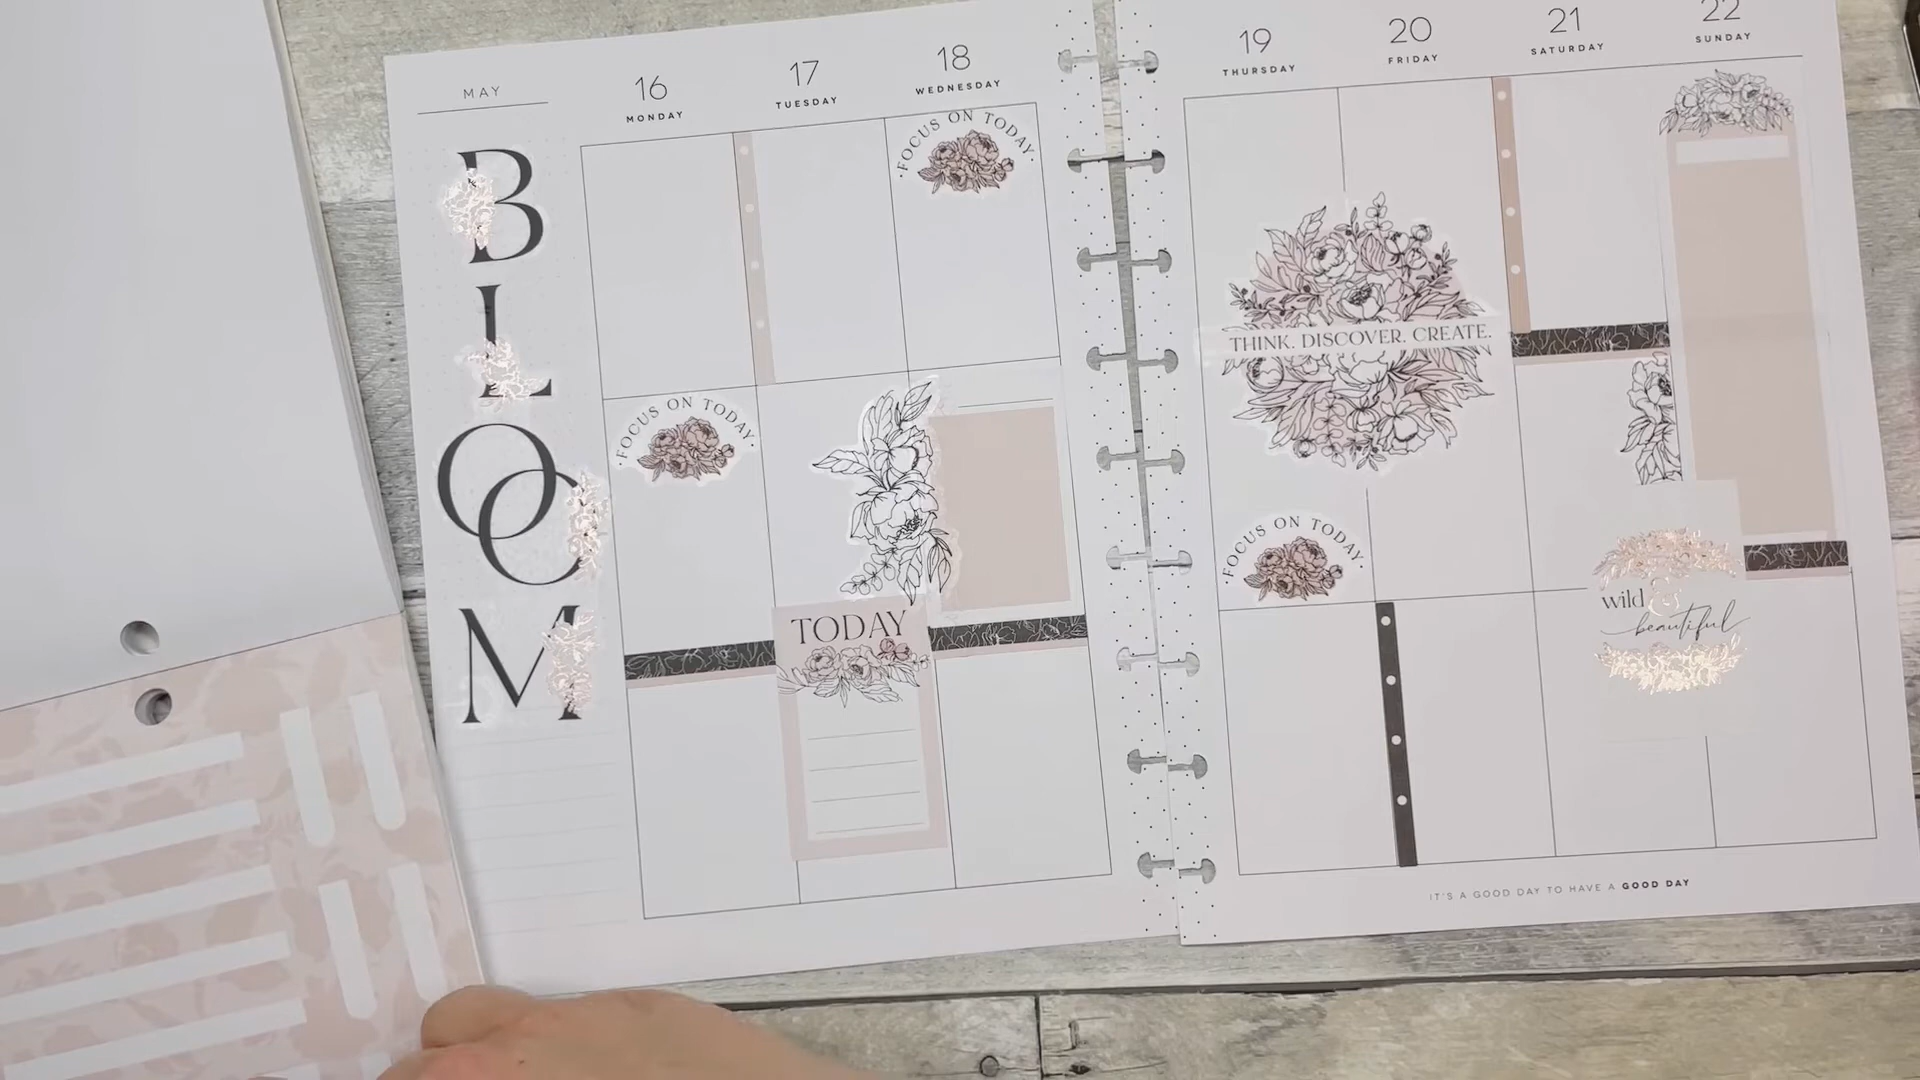 MAY
16
MONDAY
17
TUESDAY
18
WEDNESDAY
19
THURSDAY
20
FRIDAY
21
SATURDAY
22
SUNDAY
BLOOM
·FOCUS ON TODAY·
·FOCUS ON TODAY·
TODAY
THINK. DISCOVER. CREATE.
·FOCUS ON TODAY·
wild &
beautiful
IT'S A GOOD DAY TO HAVE A GOOD DAY